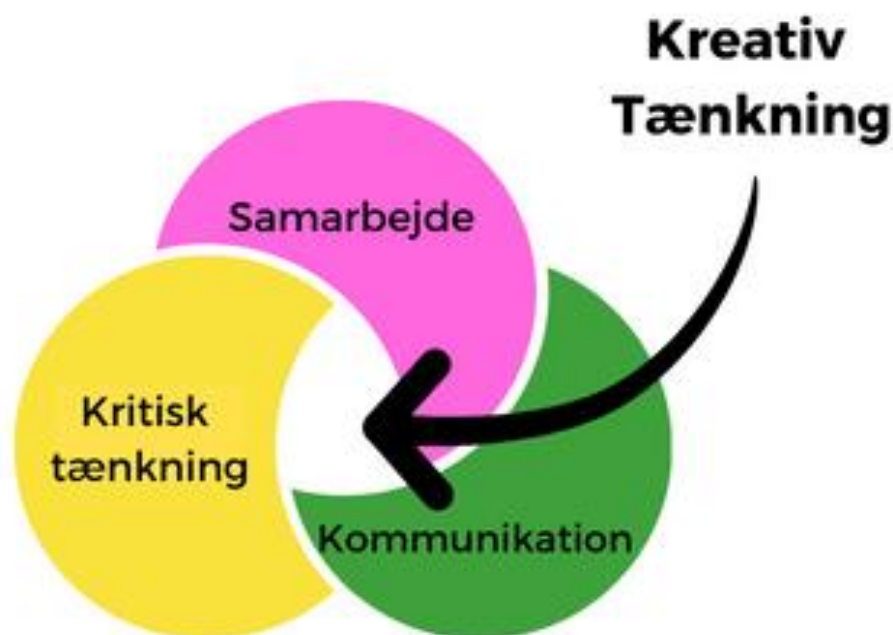 Kreativ
Tænkning
Samarbejde
Kritisk
tænkning
Kommunikation